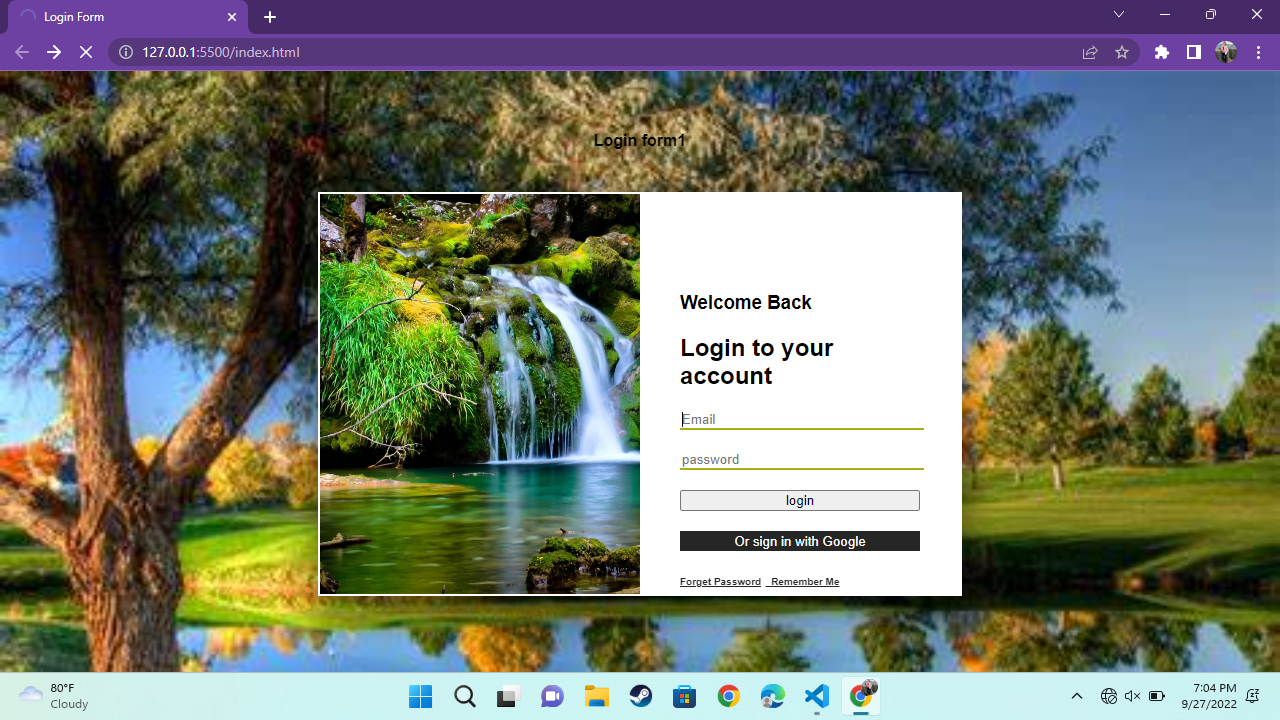 Login Form
127.0.0.1:5500/index.html
Login form1
Welcome Back
Login to your
account
Email
password
login
Or sign in with Google
Forget Password   Remember Me
80°F
Cloudy
7:04 PM
9/27/2022